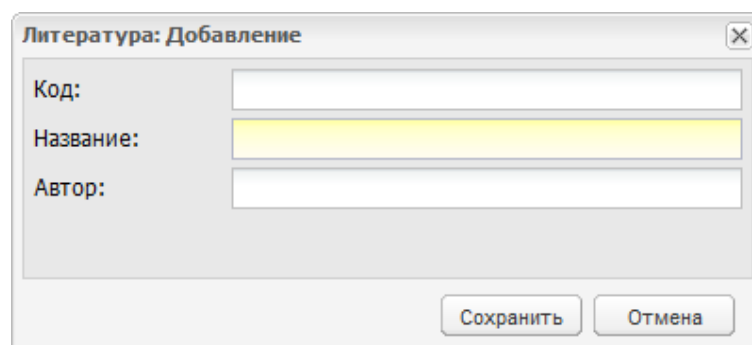 Литература: Добавление
Код:
Название:
Автор:
Сохранить Отмена